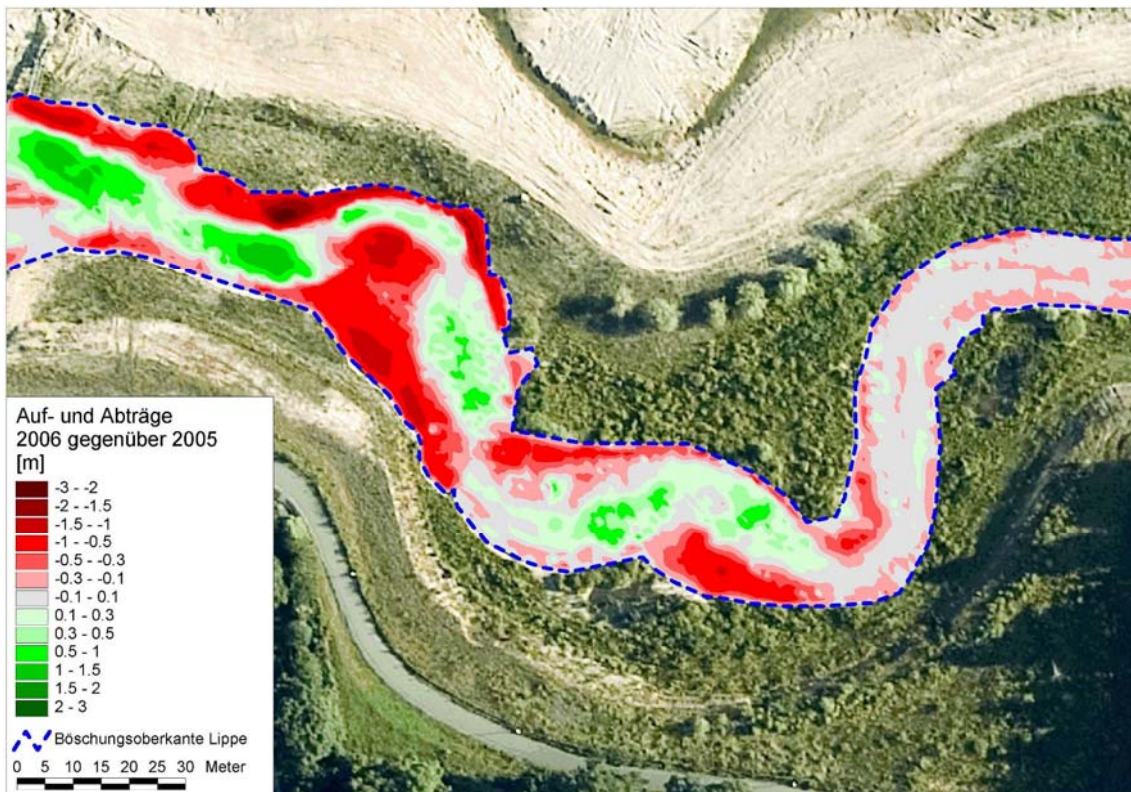 Auf- und Abträge
2006 gegenüber 2005
[m]
-3 - -2
-2 - -1.5
-1.5 - -1
-1 - -0.5
-0.5 - -0.3
-0.3 - -0.1
-0.1 - 0.1
0.1 - 0.3
0.3 - 0.5
0.5 - 1
1 - 1.5
1.5 - 2
2 - 3
Böschungsoberkante Lippe
0 5 10 15 20 25 30 Meter